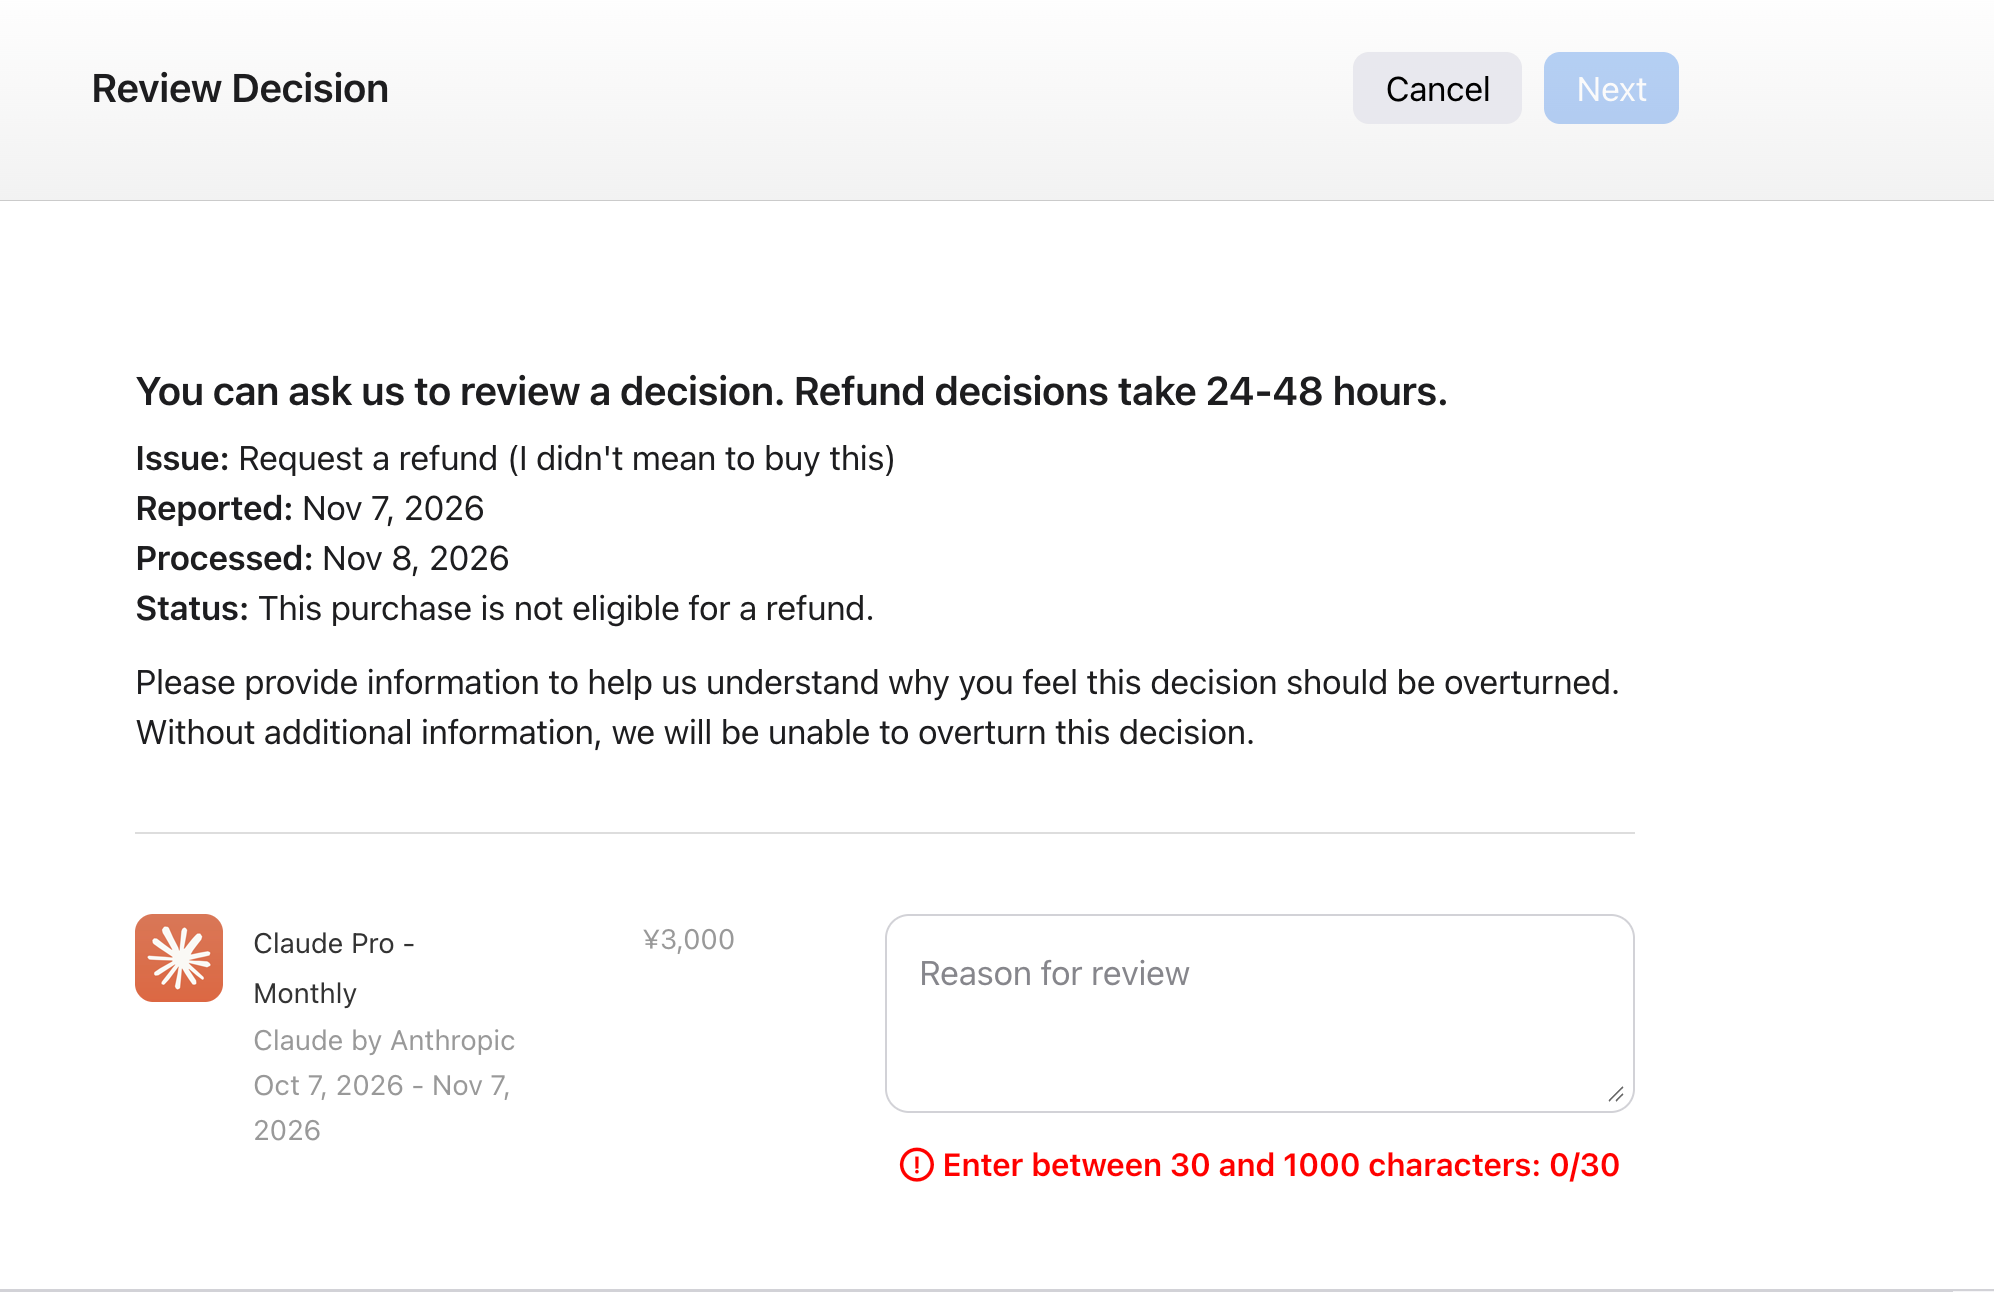 Review Decision
Cancel
Next
You can ask us to review a decision. Refund decisions take 24-48 hours.
Issue: Request a refund (I didn't mean to buy this)
Reported: Nov 7, 2026
Processed: Nov 8, 2026
Status: This purchase is not eligible for a refund.
Please provide information to help us understand why you feel this decision should be overturned.
Without additional information, we will be unable to overturn this decision.
Claude Pro -
Monthly
Claude by Anthropic
Oct 7, 2026 - Nov 7,
2026
¥3,000
Reason for review
Enter between 30 and 1000 characters: 0/30